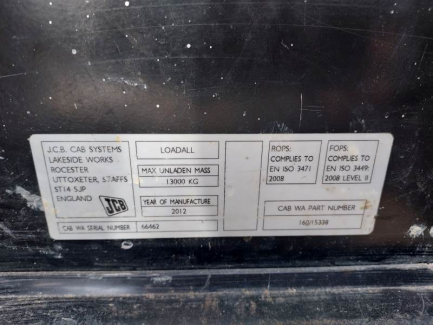 J.C.B. CAB SYSTEMS
LAKESIDE WORKS
ROCESTER
UTTOXETER, STAFFS
ST14 5JP
ENGLAND
JCB
CAB WA SERIAL NUMBER
66462
LOADALL
MAX UNLADEN MASS
13000 KG
YEAR OF MANUFACTURE
2012
ROPS:
COMPLIES TO
EN ISO 3471
2008
FOPS:
COMPLIES TO
EN ISO 3449:
2008 LEVEL II
CAB WA PART NUMBER
160/15338